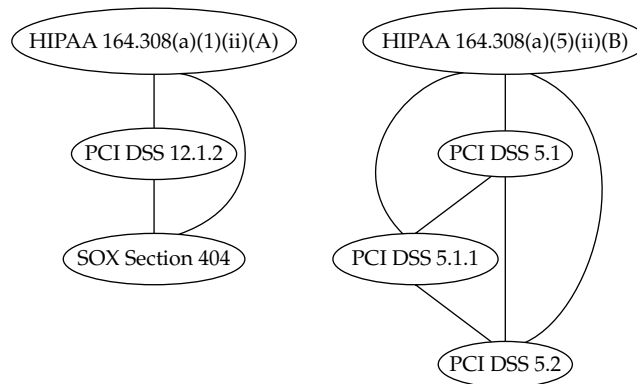 HIPAA 164.308(a)(1)(ii)(A)
PCI DSS 12.1.2
SOX Section 404
HIPAA 164.308(a)(5)(ii)(B)
PCI DSS 5.1
PCI DSS 5.1.1
PCI DSS 5.2